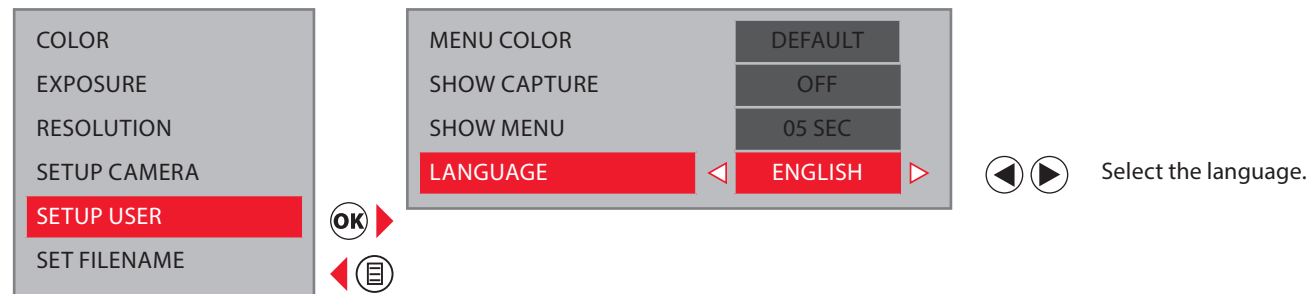 COLOR
EXPOSURE
RESOLUTION
SETUP CAMERA
SETUP USER
SET FILENAME
OK
MENU COLOR DEFAULT
SHOW CAPTURE OFF
SHOW MENU 05 SEC
LANGUAGE ENGLISH
Select the language.